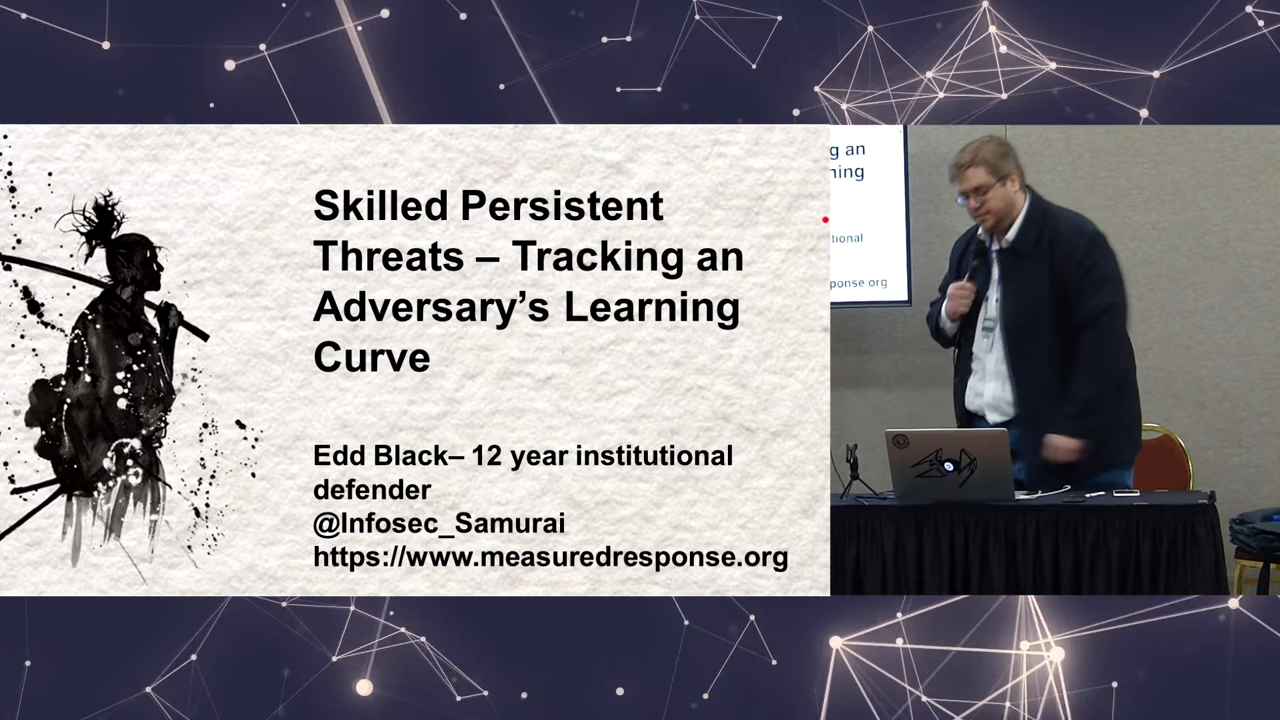 Skilled Persistent
Threats – Tracking an
Adversary’s Learning
Curve
Edd Black– 12 year institutional
defender
@Infosec_Samurai
https://www.measuredresponse.org
g an
ning
tional
ponse.org